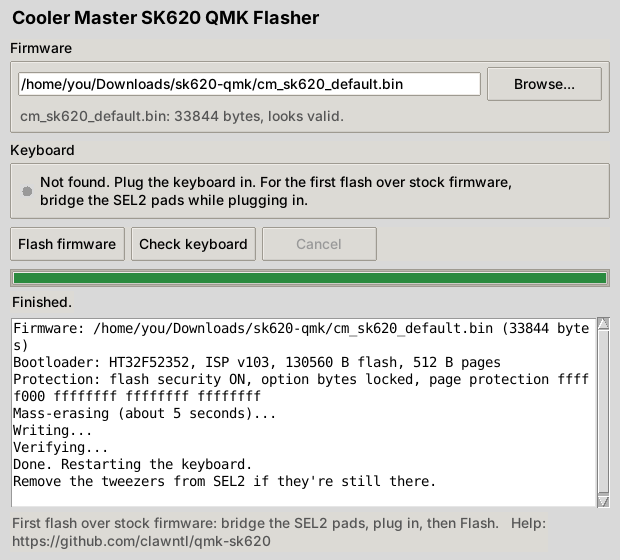 Cooler Master SK620 QMK Flasher
Firmware
/home/you/Downloads/sk620-qmk/cm_sk620_default.bin
Browse...
cm_sk620_default.bin: 33844 bytes, looks valid.
Keyboard
Not found. Plug the keyboard in. For the first flash over stock firmware,
bridge the SEL2 pads while plugging in.
Flash firmware
Check keyboard
Cancel
Finished.
Firmware: /home/you/Downloads/sk620-qmk/cm_sk620_default.bin (33844 byte
s)
Bootloader: HT32F52352, ISP v103, 130560 B flash, 512 B pages
Protection: flash security ON, option bytes locked, page protection ffff
f000 ffffffff ffffffff ffffffff
Mass-erasing (about 5 seconds)...
Writing...
Verifying...
Done. Restarting the keyboard.
Remove the tweezers from SEL2 if they're still there.
First flash over stock firmware: bridge the SEL2 pads, plug in, then Flash.   Help:
https://github.com/clawntl/qmk-sk620